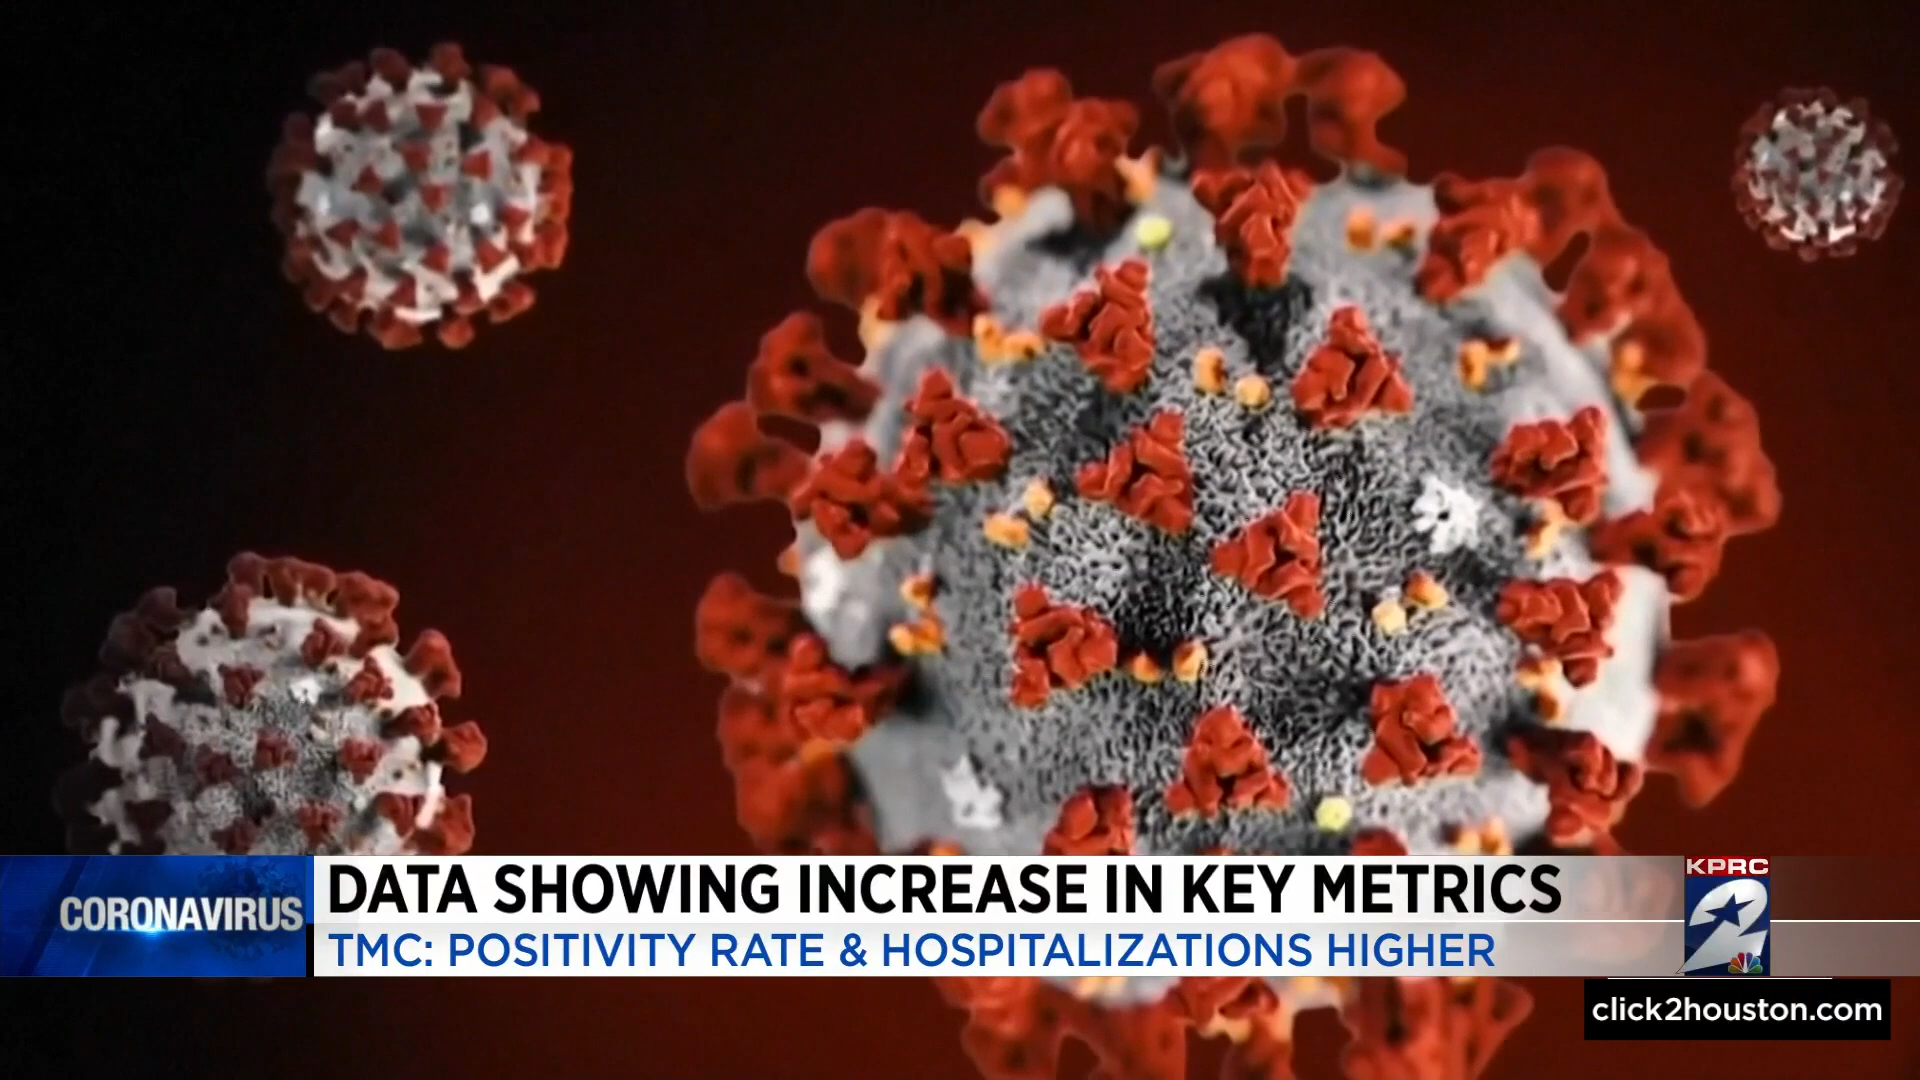 CORONAVIRUS
DATA SHOWING INCREASE IN KEY METRICS
TMC: POSITIVITY RATE & HOSPITALIZATIONS HIGHER
KPRC
2
click2houston.com